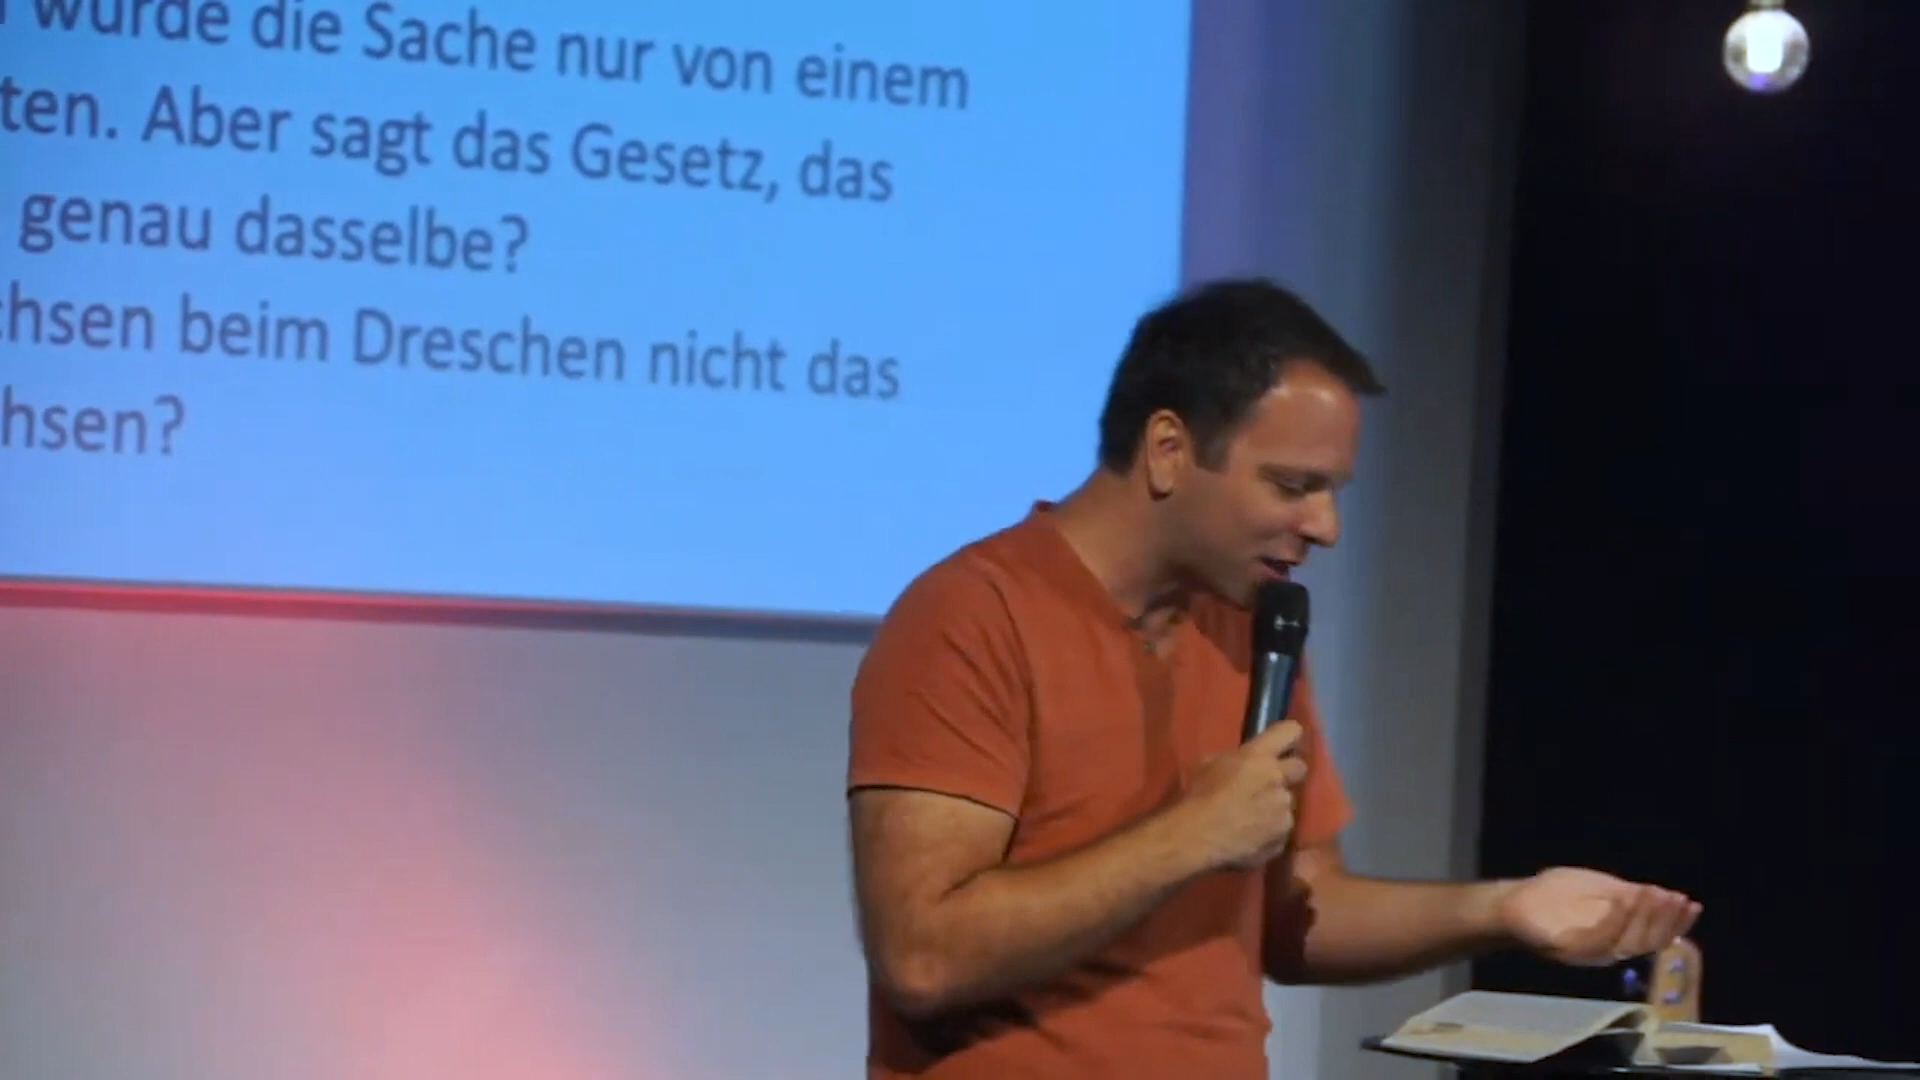 wurde die Sache nur von einem
ten. Aber sagt das Gesetz, das
genau dasselbe?
chsen beim Dreschen nicht das
hsen?